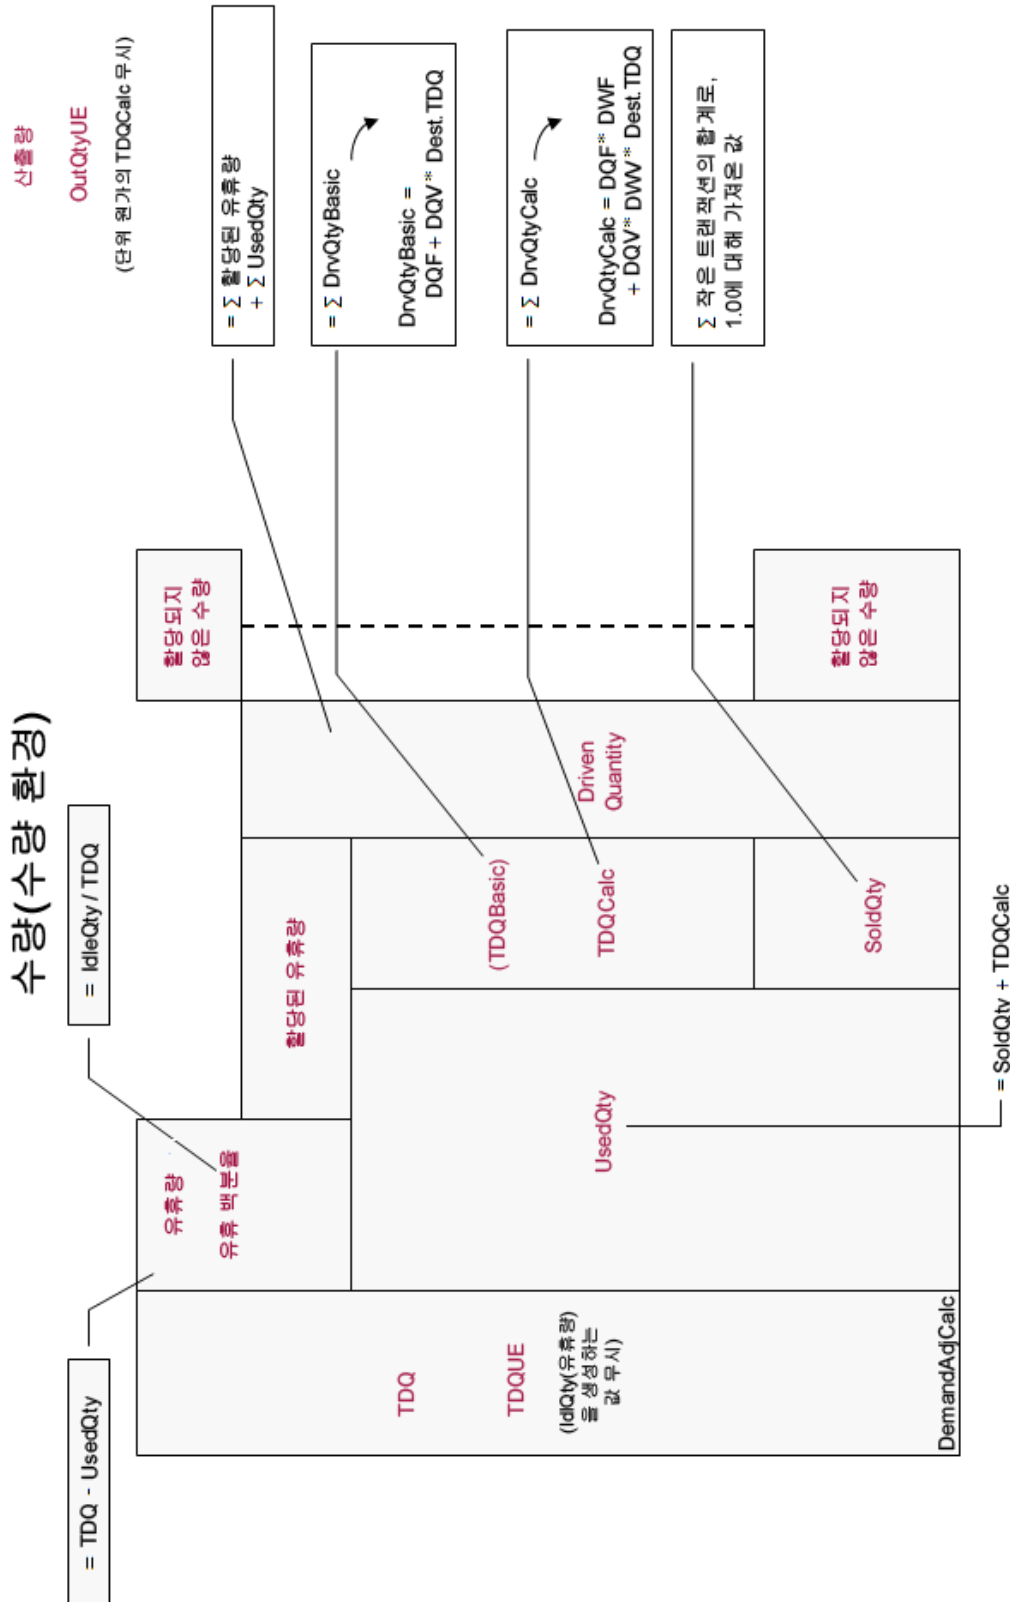 수량(수량 환경)
= TDQ - UsedQty
= IdleQty / TDQ
산출량
OutQtyUE
(단위 원가의 TDQCalc 무시)
유휴량
유휴 백분율
할당되지
않은 수량
= Σ 할당된 유휴량
+ Σ UsedQty
할당된 유휴량
= Σ DrvQtyBasic
DrvQtyBasic =
DQF + DQV* Dest.TDQ
TDQ
TDQUE
(IdlQty(유휴량)
을 생성하는
값 무시)
UsedQty
(TDQBasic)
TDQCalc
Driven
Quantity
= Σ DrvQtyCalc
DrvQtyCalc = DQF* DWF
+ DQV* DWV* Dest.TDQ
SoldQty
할당되지
않은 수량
Σ 작은 트랜잭션의 합계로,
1.0에 대해 가져온 값
DemandAdjCalc
= SoldQty + TDQCalc